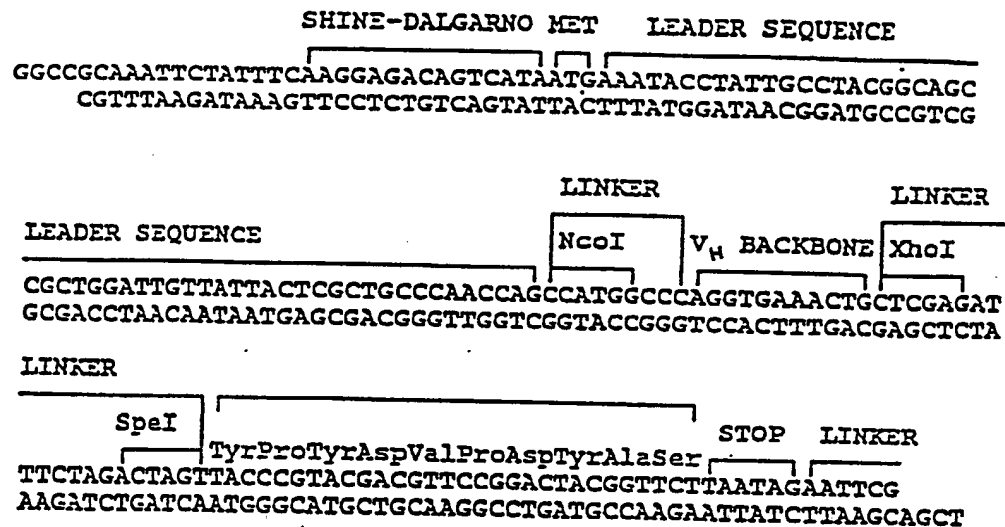 SHINE-DALGARNO MET LEADER SEQUENCE
GGCCGCAAATTCTATTTCAAGGAGACAGTCATAATGAAATACCTATTGCCTACGGCAGC
CGTTTAAGATAAAGTTCCTCTGTCAGTATTACTTTATGGATAACGGATGCCGTCG
LINKER LINKER
LEADER SEQUENCE NcoI VH BACKBONE XhoI
CGCTGGATTGTTATTACTCGCTGCCCAACCAGCCATGGCCCAGGTGAAACTGCTCGAGAT
GCGACCTAACAATAATGAGCGACGGGTTGGTCGGTACCGGGTCCACTTTGACGAGCTCTA
LINKER
SpeI STOP LINKER
TyrProTyrAspValProAspTyrAlaSer
TTCTAGACTAGTTACCCGTACGACGTTCCGGACTACGGTTCTTAATAGAATTCG
AAGATCTGATCAATGGGCATGCTGCAAGGCCTGATGCCAAGAATTATCTTAAGCAGCT